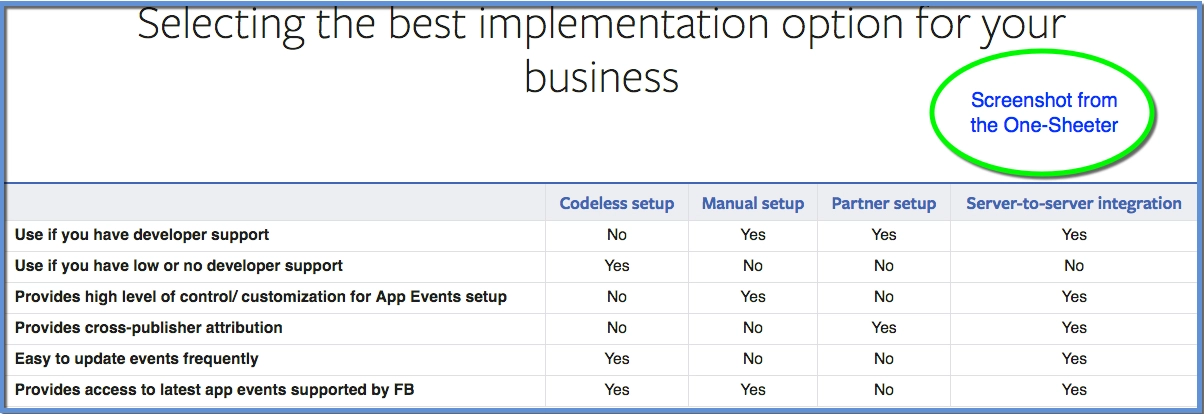 Selecting the best implementation option for your
business
Screenshot from
the One-Sheeter
Codeless setup Manual setup Partner setup Server-to-server integration
Use if you have developer support No Yes Yes Yes
Use if you have low or no developer support Yes No No No
Provides high level of control/ customization for App Events setup No Yes No Yes
Provides cross-publisher attribution No No Yes Yes
Easy to update events frequently Yes No No Yes
Provides access to latest app events supported by FB Yes Yes No Yes